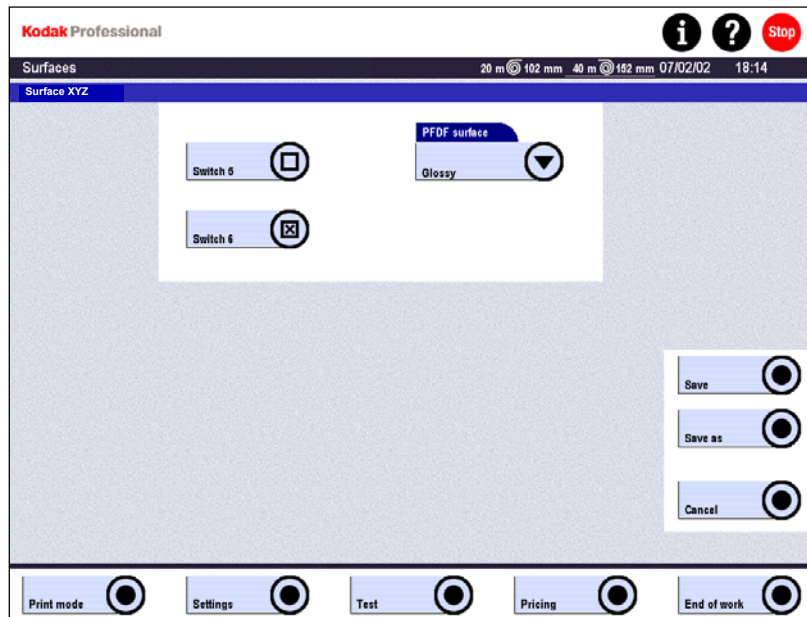 Kodak Professional
i ? Stop
Surfaces 20 m 102 mm 40 m 152 mm 07/02/02 18:14
Surface XYZ
PFDF surface
Switch 5 Glossy
Switch 6
Save
Save as
Cancel
Print mode Settings Test Pricing End of work